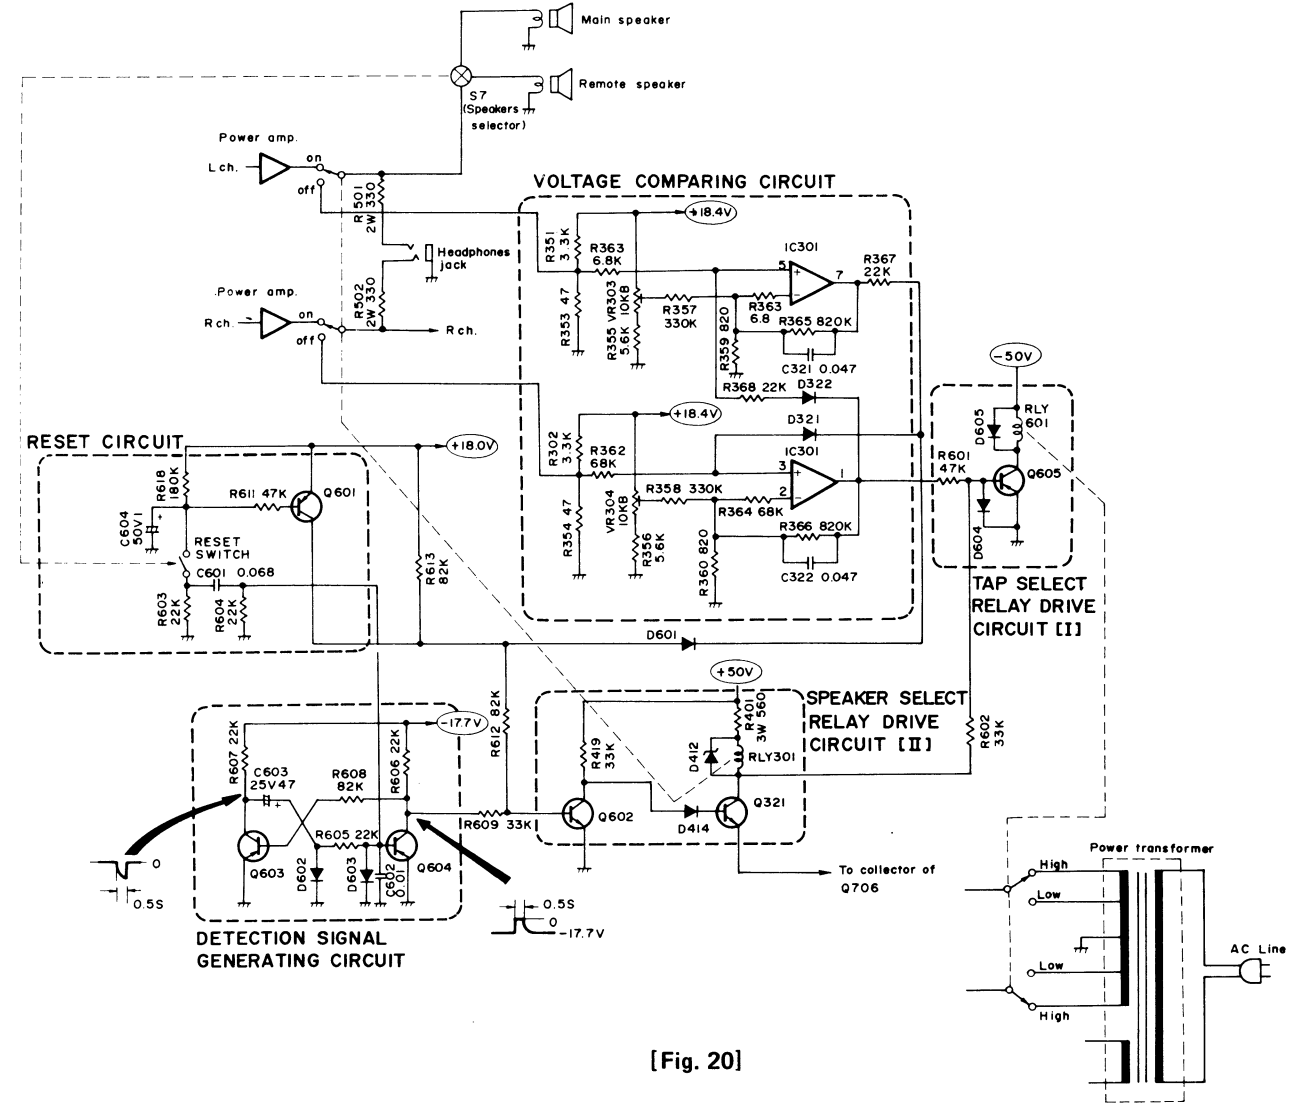 Main speaker
Remote speaker
S7
(Speakers
selector)
Power amp.
L ch.
on
off
R501
2W 330
Headphones
jack
R502
2W 330
Power amp.
R ch.
on
off
R ch.
VOLTAGE COMPARING CIRCUIT
+18.4V
R351
3.3K
R363
6.8K
IC301
5
+
−
7
R367
22K
R353 47
VR303
10KB
R355
5.6K
R357
330K
R363
6.8
R359 820
R365 820K
C321 0.047
R368 22K
D322
+18.4V
D321
R302
3.3K
R362
68K
IC301
3
+
2
−
1
R358 330K
R364 68K
R354 47
VR304
10KB
R356
5.6K
R366 820K
R360 820
C322 0.047
-50V
D605
RLY
601
R601
47K
Q605
D604
TAP SELECT
RELAY DRIVE
CIRCUIT [I]
RESET CIRCUIT
+18.0V
R618
180K
R611 47K
Q601
C604
50V1
+
RESET
SWITCH
C601 0.068
R603
22K
R604
22K
R613
82K
D601
R612 82K
+50V
SPEAKER SELECT
RELAY DRIVE
CIRCUIT [II]
R401
3W 560
R419
33K
D412
RLY301
R602
33K
Q602
D414
Q321
To collector of
Q706
-17.7V
R607 22K
C603
25V47
+
R608
82K
R606 22K
R609 33K
R605 22K
Q603
D602
D603
C602
0.01
Q604
0
0.5S
0.5S
0
-17.7V
DETECTION SIGNAL
GENERATING CIRCUIT
Power transformer
High
Low
Low
High
AC Line
[Fig. 20]